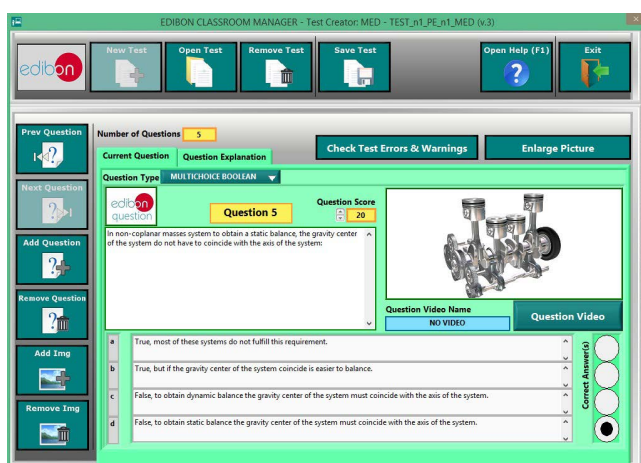 EDIBON CLASSROOM MANAGER - Test Creator: MED - TEST_n1_PE_n1_MED (v.3)
edibon
New Test
Open Test
Remove Test
Save Test
Open Help (F1)
Exit
Prev Question
Next Question
Add Question
Remove Question
Add Img
Remove Img
Number of Questions 5
Check Test Errors & Warnings
Enlarge Picture
Current Question
Question Explanation
Question Type MULTICHOICE BOOLEAN
edibon
question
Question 5
Question Score
20
In non-coplanar masses system to obtain a static balance, the gravity center
of the system do not have to coincide with the axis of the system:
Question Video Name
NO VIDEO
Question Video
a True, most of these systems do not fulfill this requirement.
b True, but if the gravity center of the system coincide is easier to balance.
c False, to obtain dynamic balance the gravity center of the system must coincide with the axis of the system.
d False, to obtain static balance the gravity center of the system must coincide with the axis of the system.
Correct Answer(s)